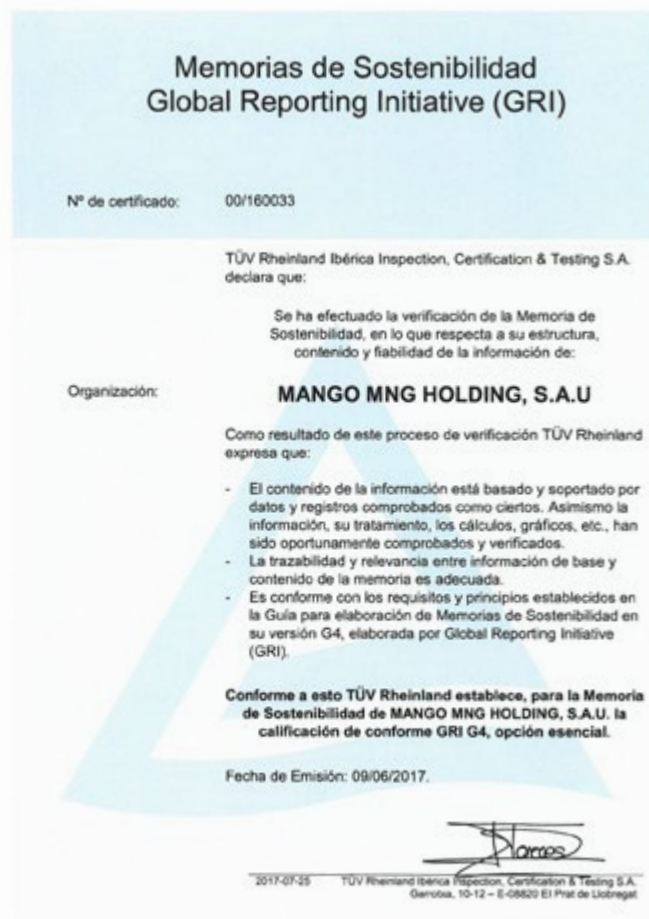 Memorias de Sostenibilidad
Global Reporting Initiative (GRI)
Nº de certificado: 00/160033
TÜV Rheinland Ibérica Inspection, Certification & Testing S.A.
declara que:
Se ha efectuado la verificación de la Memoria de
Sostenibilidad, en lo que respecta a su estructura,
contenido y fiabilidad de la información de:
Organización: MANGO MNG HOLDING, S.A.U
Como resultado de este proceso de verificación TÜV Rheinland
expresa que:
- El contenido de la información está basado y soportado por
datos y registros comprobados como ciertos. Asimismo la
información, su tratamiento, los cálculos, gráficos, etc., han
sido oportunamente comprobados y verificados.
- La trazabilidad y relevancia entre información de base y
contenido de la memoria es adecuada.
- Es conforme con los requisitos y principios establecidos en
la Guía para elaboración de Memorias de Sostenibilidad en
su versión G4, elaborada por Global Reporting Initiative
(GRI).
Conforme a esto TÜV Rheinland establece, para la Memoria
de Sostenibilidad de MANGO MNG HOLDING, S.A.U. la
calificación de conforme GRI G4, opción esencial.
Fecha de Emisión: 09/06/2017.
2017-07-25 TÜV Rheinland Ibérica Inspection, Certification & Testing S.A.
Garrotxa, 10-12 – E-08820 El Prat de Llobregat